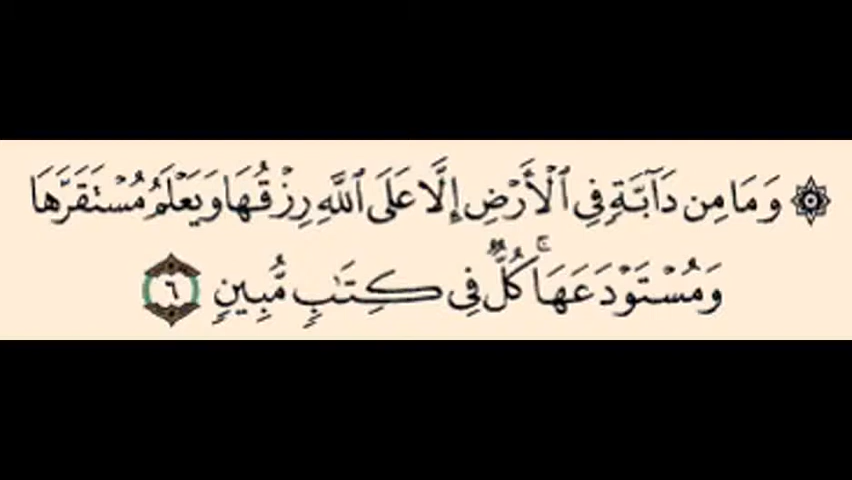 ۞ وَمَا مِن دَآبَّةٍ فِى ٱلْأَرْضِ إِلَّا عَلَى ٱللَّهِ رِزْقُهَا وَيَعْلَمُ مُسْتَقَرَّهَا
وَمُسْتَوْدَعَهَا ۚ كُلٌّ فِى كِتَـٰبٍ مُّبِينٍ ٦